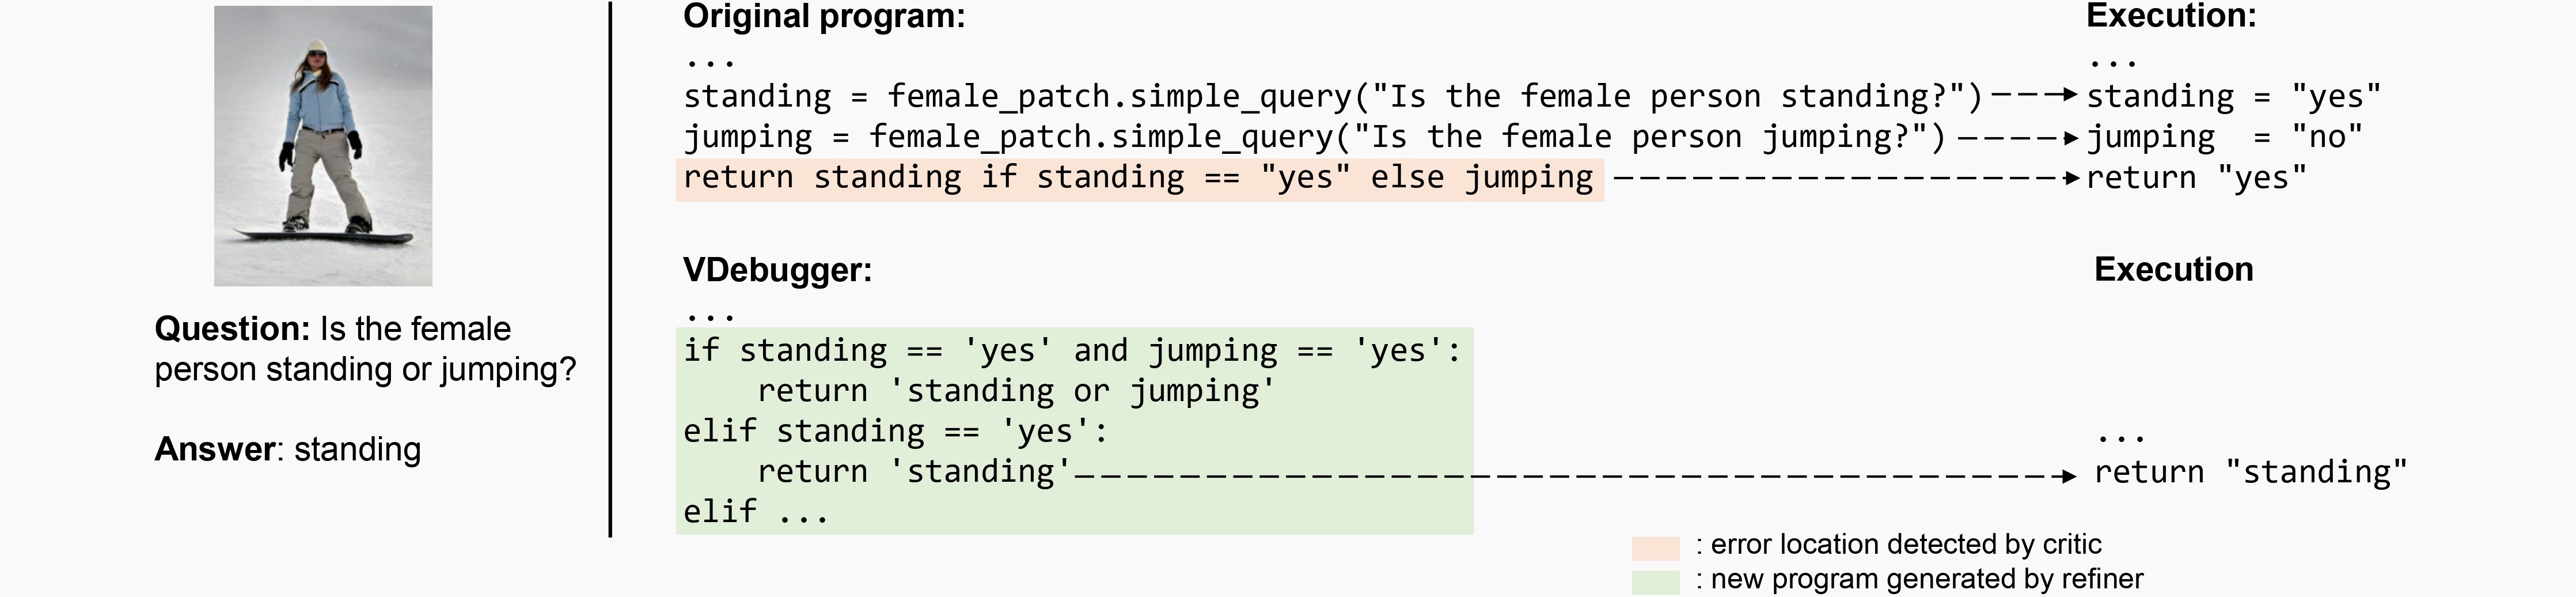 Question: Is the female
person standing or jumping?
Answer: standing
Original program:
...
standing = female_patch.simple_query("Is the female person standing?")
jumping = female_patch.simple_query("Is the female person jumping?")
return standing if standing == "yes" else jumping
Execution:
...
standing = "yes"
jumping  = "no"
return "yes"
VDebugger:
...
if standing == 'yes' and jumping == 'yes':
    return 'standing or jumping'
elif standing == 'yes':
    return 'standing'
elif ...
Execution
...
return "standing"
: error location detected by critic
: new program generated by refiner